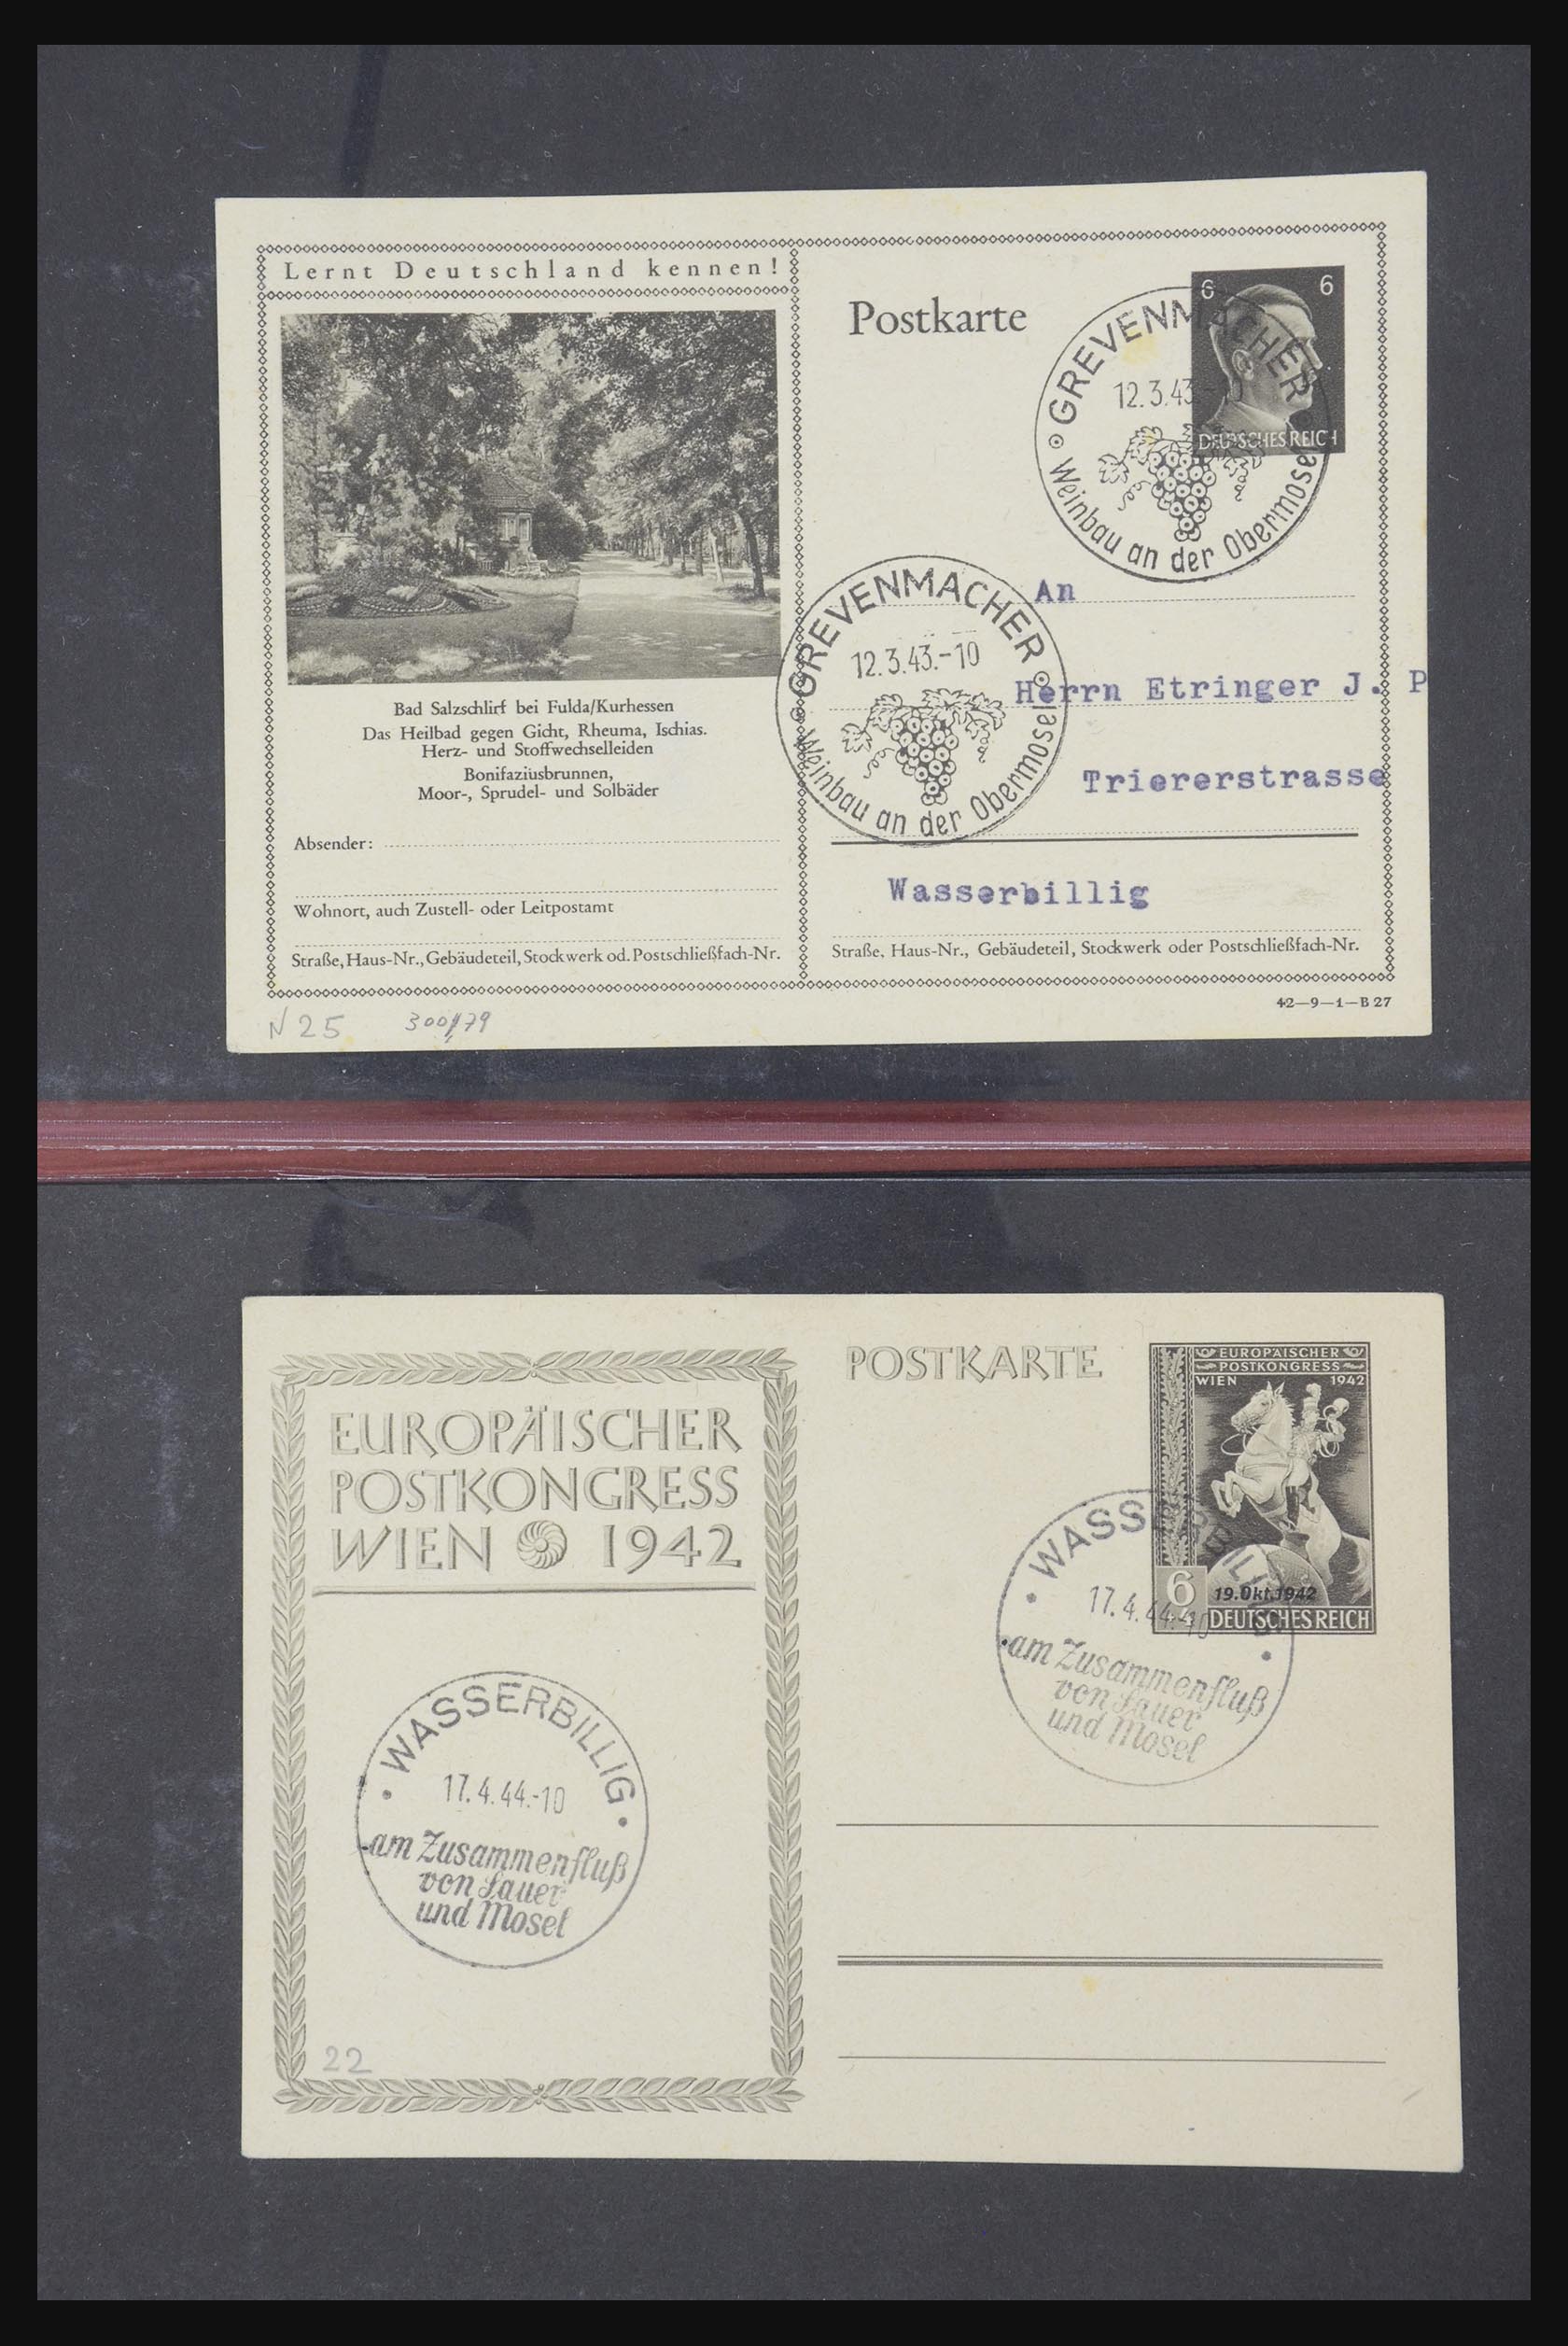 Lernt Deutschland kennen!
Bad Salzschlirf bei Fulda/Kurhessen
Das Heilbad gegen Gicht, Rheuma, Ischias.
Herz- und Stoffwechselleiden
Bonifaziusbrunnen,
Moor-, Sprudel- und Solbäder
Absender:
Wohnort, auch Zustell- oder Leitpostamt
Straße, Haus-Nr., Gebäudeteil, Stockwerk od. Postschließfach-Nr.
N 25 300/79
Postkarte
6 6
DEUTSCHES REICH
GREVENMACHER
12.3.43
Weinbau an der Obermosel
GREVENMACHER
12.3.43.-10
Weinbau an der Obermosel
An
Herrn Etringer J. P
Triererstrasse
Wasserbillig
Straße, Haus-Nr., Gebäudeteil, Stockwerk oder Postschließfach-Nr.
42—9—1—B 27
EUROPÄISCHER
POSTKONGRESS
WIEN 1942
WASSERBILLIG
17.4.44.-10
am Zusammenfluß
von Sauer
und Mosel
22
POSTKARTE
EUROPÄISCHER
POSTKONGRESS
WIEN 1942
6
19.Okt.1942
DEUTSCHES REICH
WASSERBILLIG
17.4.44.-10
am Zusammenfluß
von Sauer
und Mosel